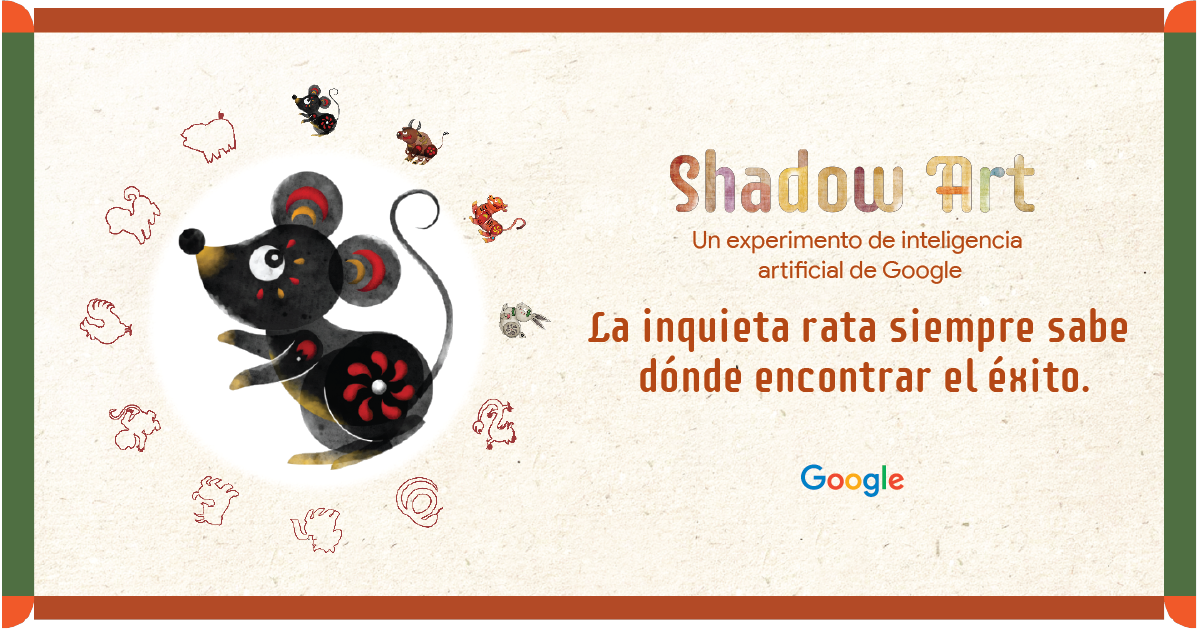 Shadow Art
Un experimento de inteligencia
artificial de Google
La inquieta rata siempre sabe
dónde encontrar el éxito.
Google